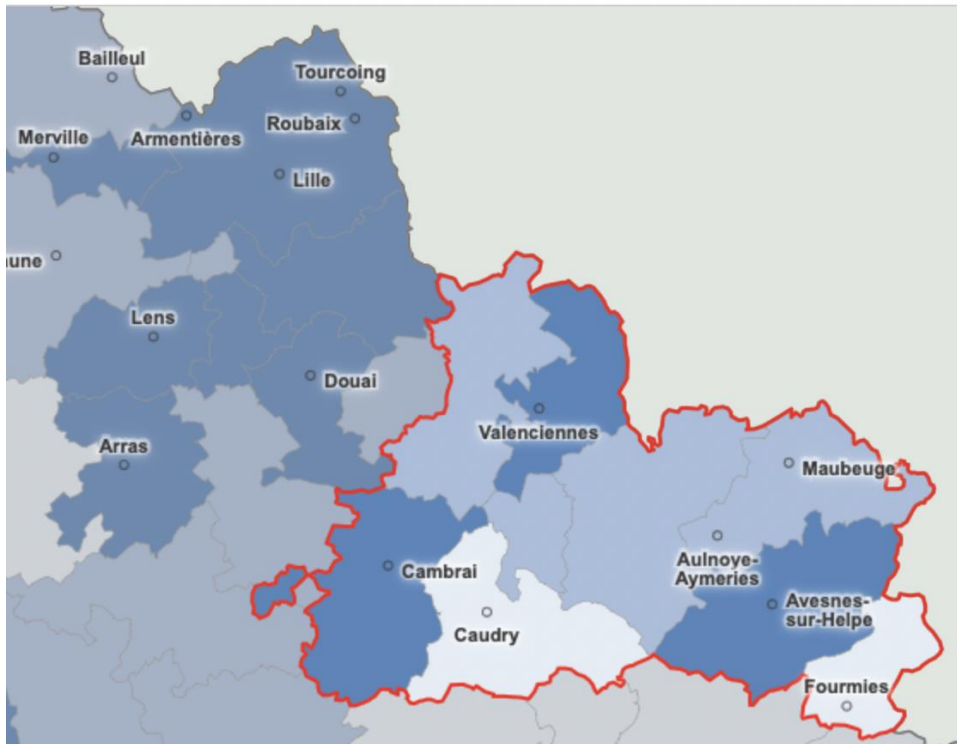 Bailleul
Tourcoing
Roubaix
Merville
Armentières
Lille
une
Lens
Douai
Arras
Valenciennes
Maubeuge
Aulnoye-
Aymeries
Cambrai
Avesnes-
sur-Helpe
Caudry
Fourmies